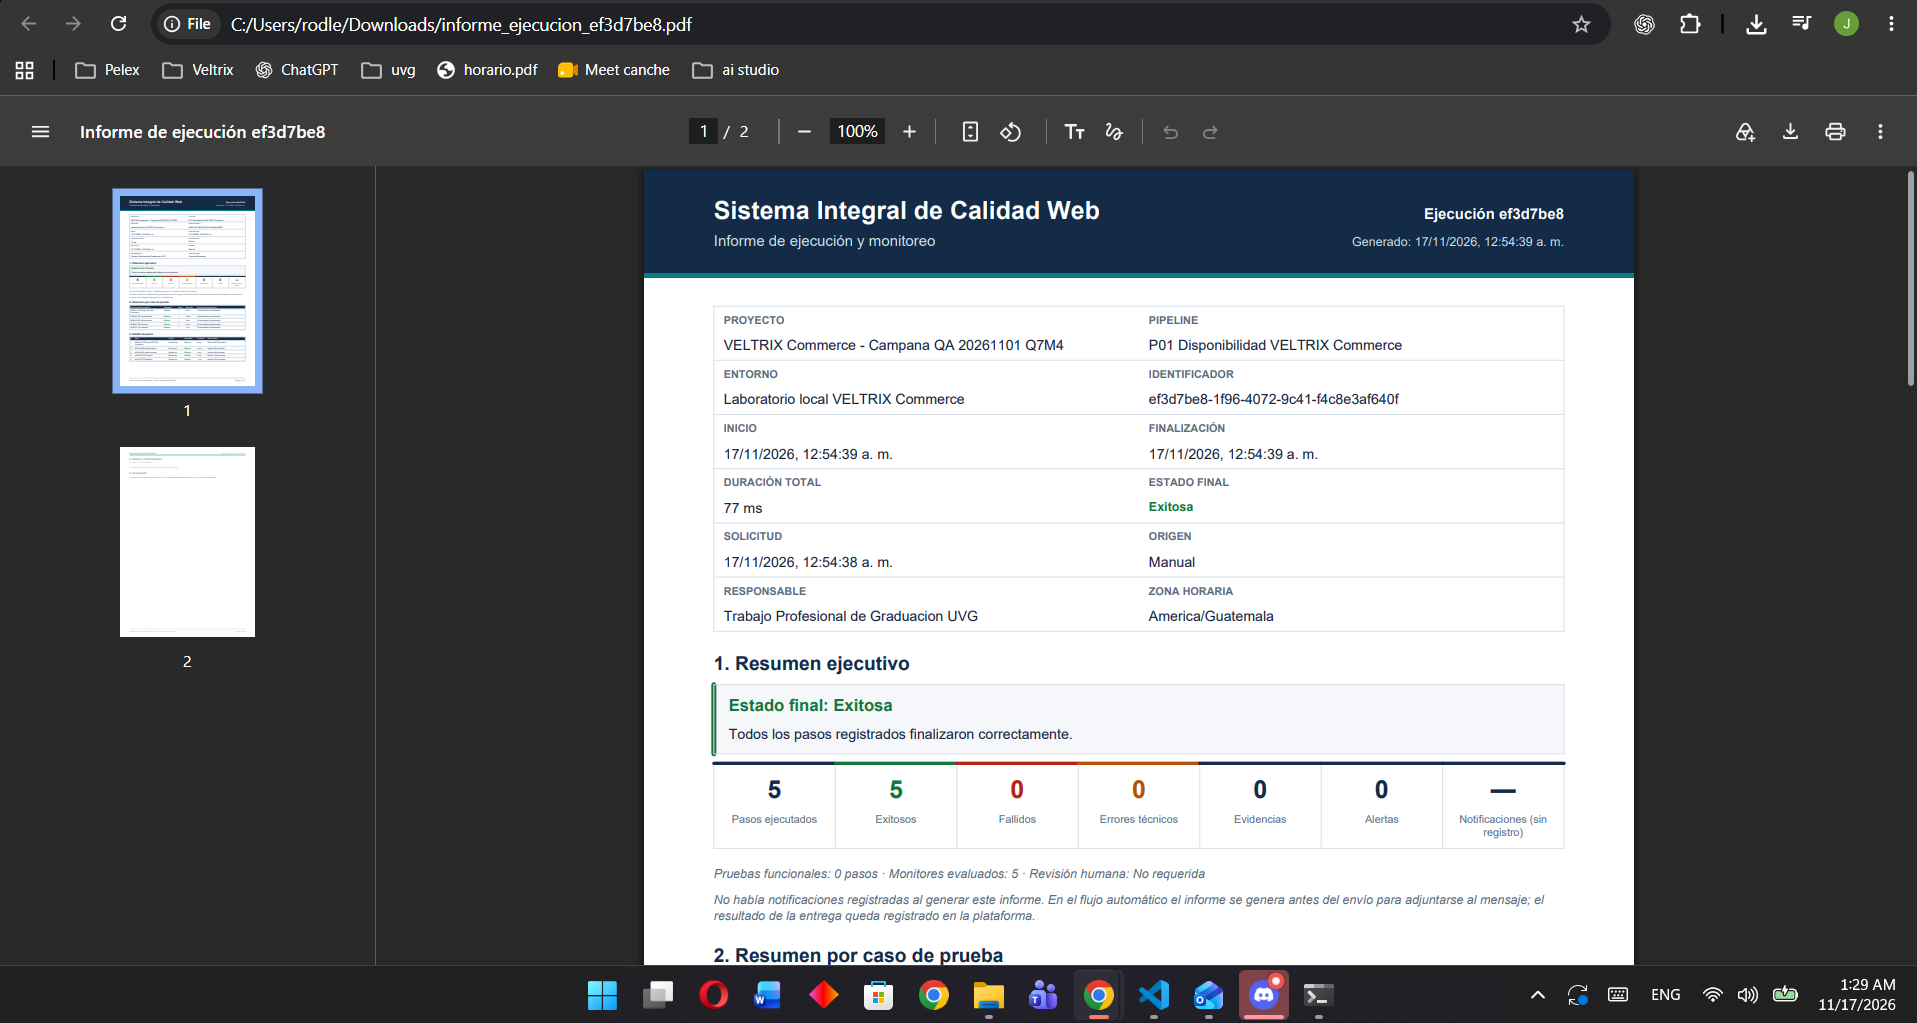 File
C:/Users/rodle/Downloads/informe_ejecucion_ef3d7be8.pdf
J
Pelex
Veltrix
ChatGPT
uvg
horario.pdf
Meet canche
ai studio
Informe de ejecución ef3d7be8
1 / 2
100%
1
2
Sistema Integral de Calidad Web
Informe de ejecución y monitoreo
Ejecución ef3d7be8
Generado: 17/11/2026, 12:54:39 a. m.
PROYECTO
VELTRIX Commerce - Campana QA 20261101 Q7M4
PIPELINE
P01 Disponibilidad VELTRIX Commerce
ENTORNO
Laboratorio local VELTRIX Commerce
IDENTIFICADOR
ef3d7be8-1f96-4072-9c41-f4c8e3af640f
INICIO
17/11/2026, 12:54:39 a. m.
FINALIZACIÓN
17/11/2026, 12:54:39 a. m.
DURACIÓN TOTAL
77 ms
ESTADO FINAL
Exitosa
SOLICITUD
17/11/2026, 12:54:38 a. m.
ORIGEN
Manual
RESPONSABLE
Trabajo Profesional de Graduacion UVG
ZONA HORARIA
America/Guatemala
1. Resumen ejecutivo
Estado final: Exitosa
Todos los pasos registrados finalizaron correctamente.
5
Pasos ejecutados
5
Exitosos
0
Fallidos
0
Errores técnicos
0
Evidencias
0
Alertas
—
Notificaciones (sin
registro)
Pruebas funcionales: 0 pasos · Monitores evaluados: 5 · Revisión humana: No requerida
No había notificaciones registradas al generar este informe. En el flujo automático el informe se genera antes del envío para adjuntarse al mensaje; el
resultado de la entrega queda registrado en la plataforma.
2. Resumen por caso de prueba
ENG
1:29 AM
11/17/2026